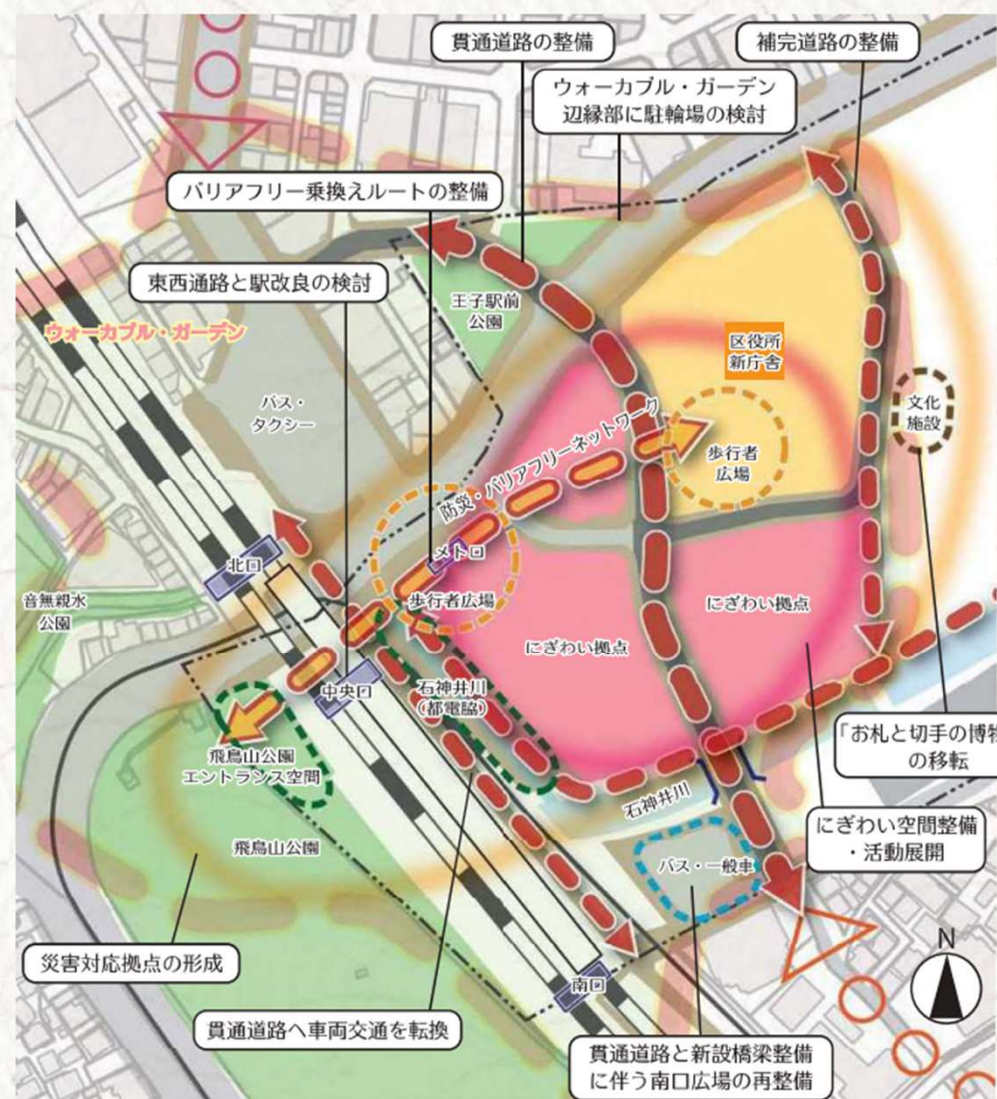 貫通道路の整備
補完道路の整備
ウォーカブル・ガーデン
辺縁部に駐輪場の検討
バリアフリー乗換えルートの整備
東西通路と駅改良の検討
王子駅前
公園
ウォーカブル・ガーデン
区役所
新庁舎
バス・
タクシー
文化
施設
防災・バリアフリーネットワーク
歩行者
広場
メトロ
北口
歩行者広場
音無親水
公園
にぎわい拠点
にぎわい拠点
中央口
石神井川
(都電脇)
飛鳥山公園
エントランス空間
「お札と切手の博物
の移転
石神井川
飛鳥山公園
バス・一般車
にぎわい空間整備
・活動展開
災害対応拠点の形成
N
南口
貫通道路へ車両交通を転換
貫通道路と新設橋梁整備
に伴う南口広場の再整備